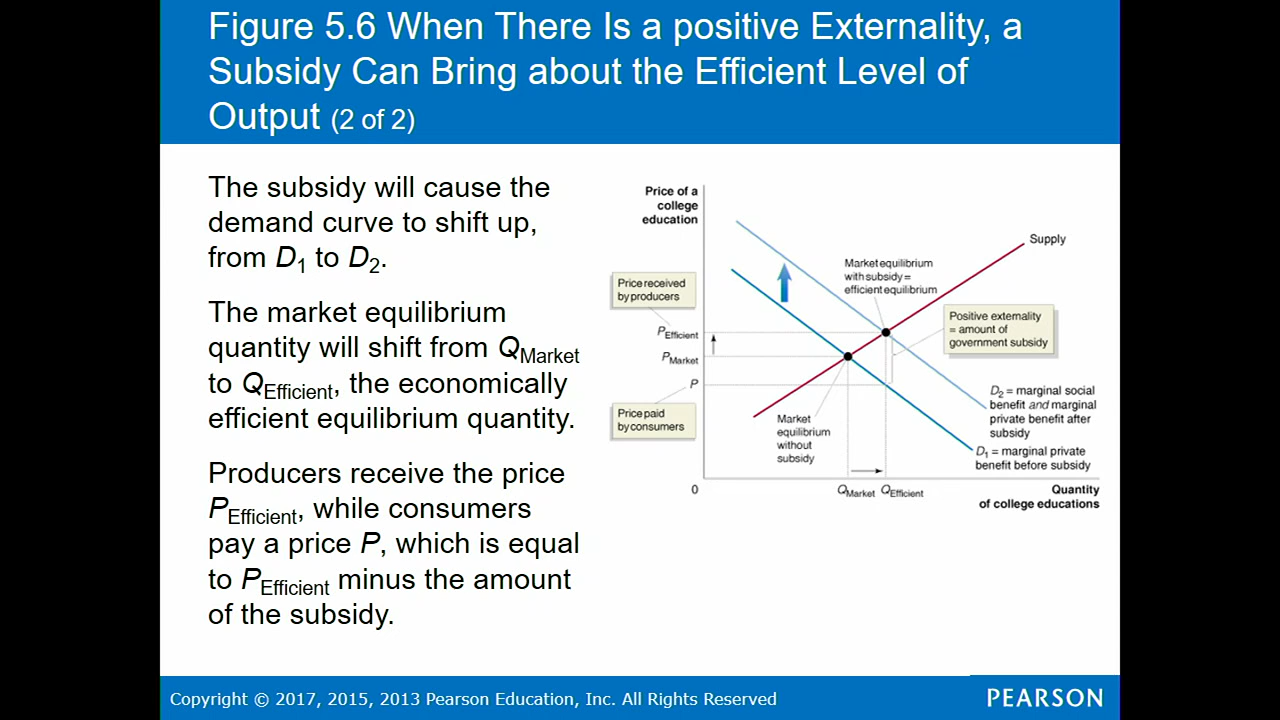 Figure 5.6 When There Is a positive Externality, a
Subsidy Can Bring about the Efficient Level of
Output (2 of 2)
The subsidy will cause the
demand curve to shift up,
from D1 to D2.
The market equilibrium
quantity will shift from QMarket
to QEfficient, the economically
efficient equilibrium quantity.
Producers receive the price
PEfficient, while consumers
pay a price P, which is equal
to PEfficient minus the amount
of the subsidy.
Price of a
college
education
Supply
Market equilibrium
with subsidy =
efficient equilibrium
Price received
by producers
Positive externality
= amount of
government subsidy
PEfficient
PMarket
P
Price paid
by consumers
Market
equilibrium
without
subsidy
D2 = marginal social
benefit and marginal
private benefit after
subsidy
D1 = marginal private
benefit before subsidy
0
QMarket
QEfficient
Quantity
of college educations
Copyright © 2017, 2015, 2013 Pearson Education, Inc. All Rights Reserved
PEARSON